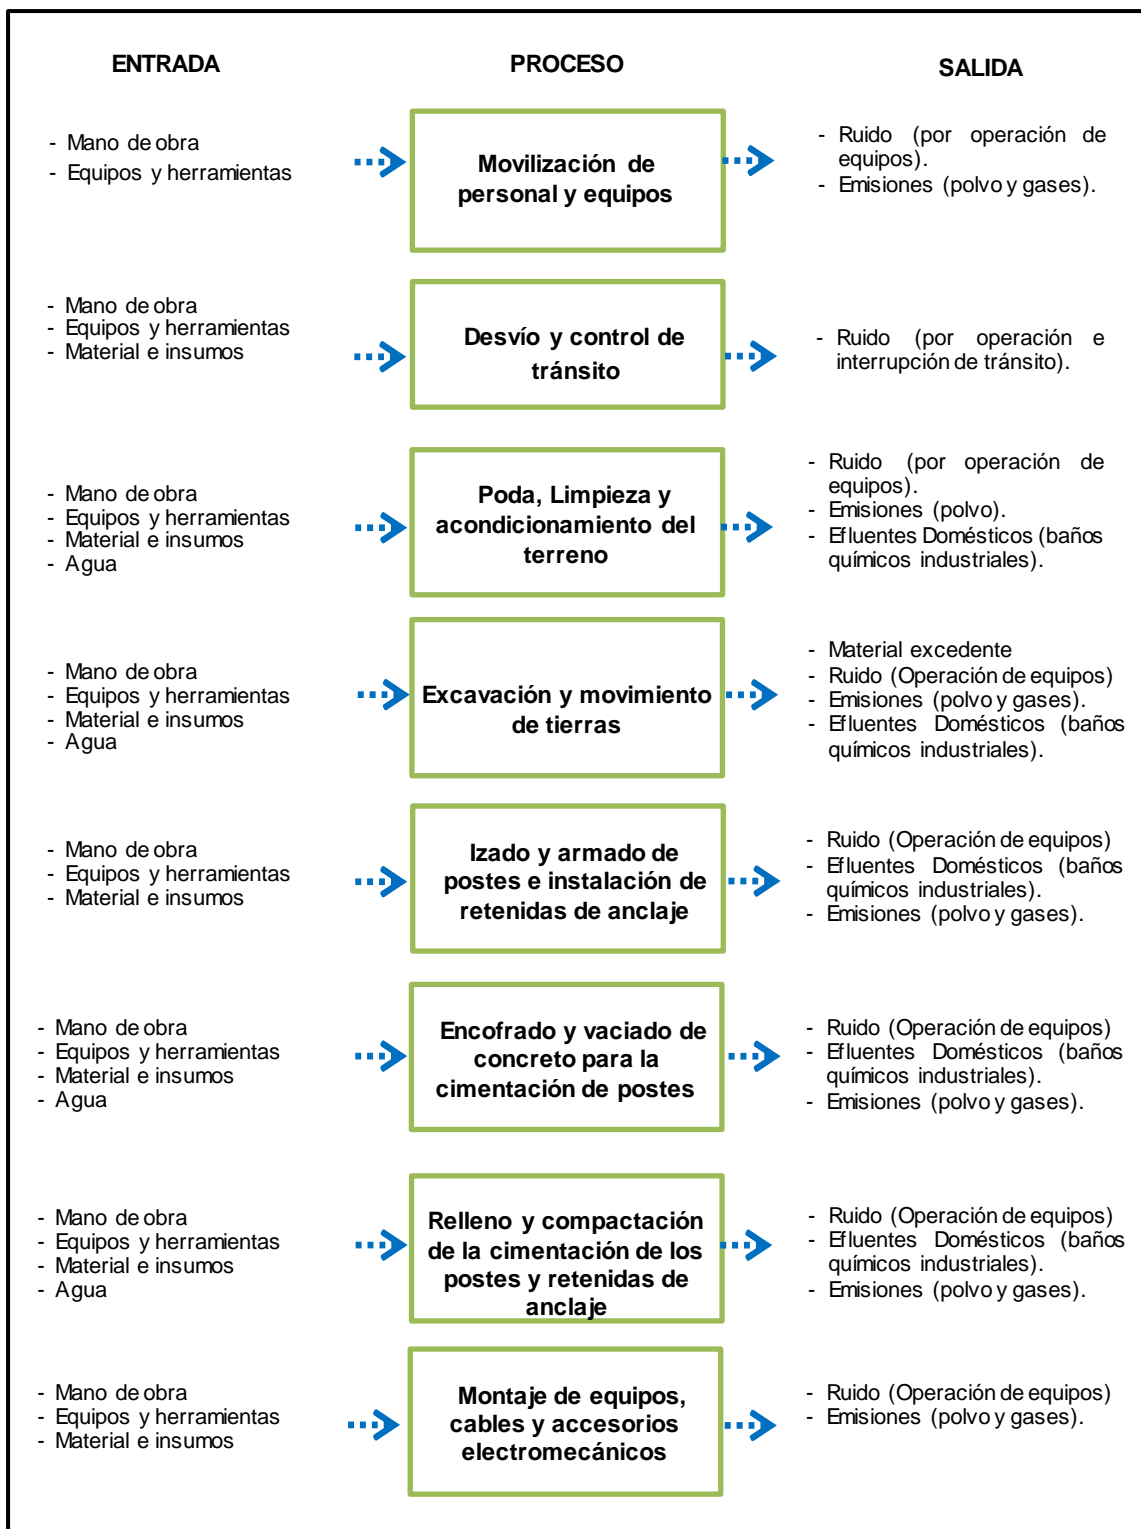 ENTRADA
PROCESO
SALIDA
- Mano de obra
- Equipos y herramientas
Movilización de
personal y equipos
- Ruido (por operación de
equipos).
- Emisiones (polvo y gases).
- Mano de obra
- Equipos y herramientas
- Material e insumos
Desvío y control de
tránsito
- Ruido (por operación e
interrupción de tránsito).
- Mano de obra
- Equipos y herramientas
- Material e insumos
- Agua
Poda, Limpieza y
acondicionamiento del
terreno
- Ruido (por operación de
equipos).
- Emisiones (polvo).
- Efluentes Domésticos (baños
químicos industriales).
- Mano de obra
- Equipos y herramientas
- Material e insumos
- Agua
Excavación y movimiento
de tierras
- Material excedente
- Ruido (Operación de equipos)
- Emisiones (polvo y gases).
- Efluentes Domésticos (baños
químicos industriales).
- Mano de obra
- Equipos y herramientas
- Material e insumos
Izado y armado de
postes e instalación de
retenidas de anclaje
- Ruido (Operación de equipos)
- Efluentes Domésticos (baños
químicos industriales).
- Emisiones (polvo y gases).
- Mano de obra
- Equipos y herramientas
- Material e insumos
- Agua
Encofrado y vaciado de
concreto para la
cimentación de postes
- Ruido (Operación de equipos)
- Efluentes Domésticos (baños
químicos industriales).
- Emisiones (polvo y gases).
- Mano de obra
- Equipos y herramientas
- Material e insumos
- Agua
Relleno y compactación
de la cimentación de los
postes y retenidas de
anclaje
- Ruido (Operación de equipos)
- Efluentes Domésticos (baños
químicos industriales).
- Emisiones (polvo y gases).
- Mano de obra
- Equipos y herramientas
- Material e insumos
Montaje de equipos,
cables y accesorios
electromecánicos
- Ruido (Operación de equipos)
- Emisiones (polvo y gases).